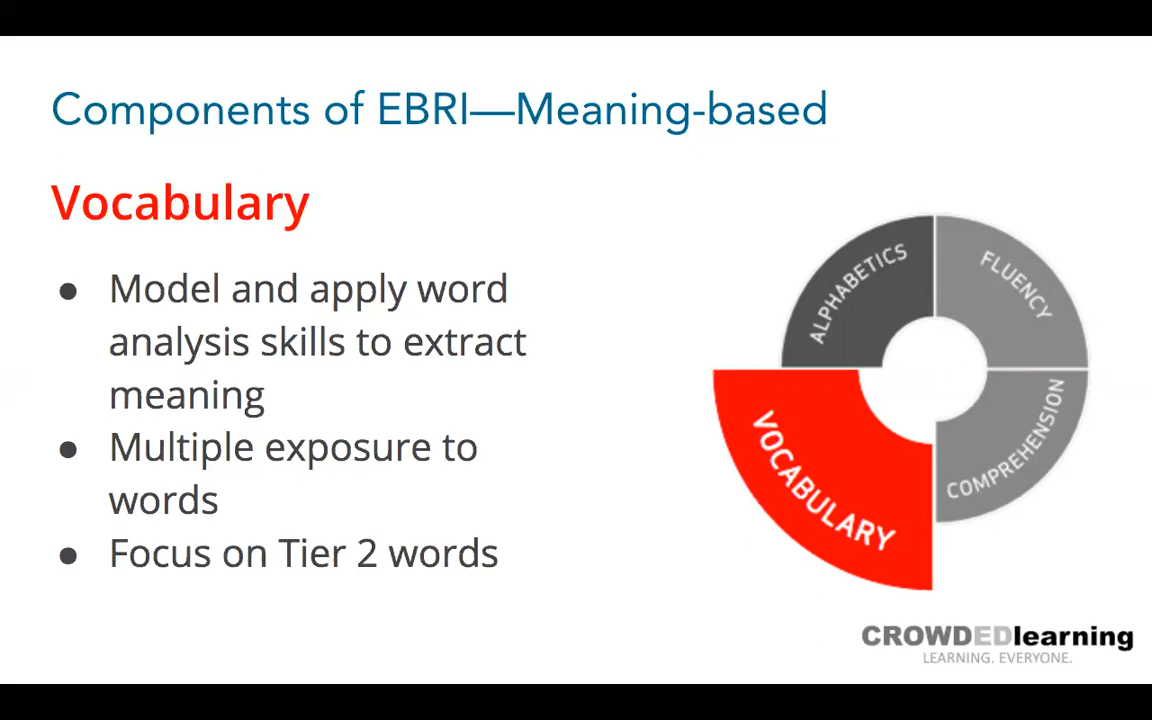 Components of EBRI—Meaning-based
Vocabulary
● Model and apply word
analysis skills to extract
meaning
● Multiple exposure to
words
● Focus on Tier 2 words
ALPHABETICS
FLUENCY
VOCABULARY
COMPREHENSION
CROWDEDlearning
LEARNING. EVERYONE.